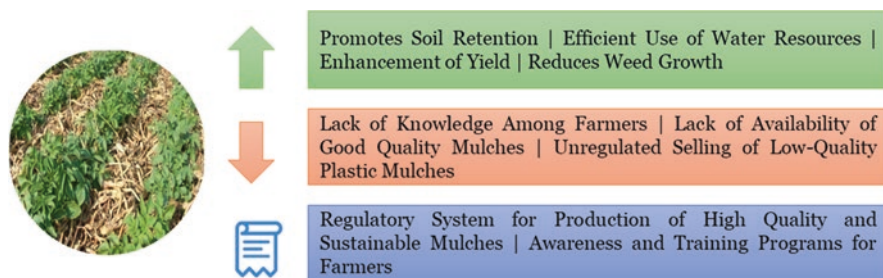 Promotes Soil Retention | Efficient Use of Water Resources |
Enhancement of Yield | Reduces Weed Growth
Lack of Knowledge Among Farmers | Lack of Availability of
Good Quality Mulches | Unregulated Selling of Low-Quality
Plastic Mulches
Regulatory System for Production of High Quality and
Sustainable Mulches | Awareness and Training Programs for
Farmers